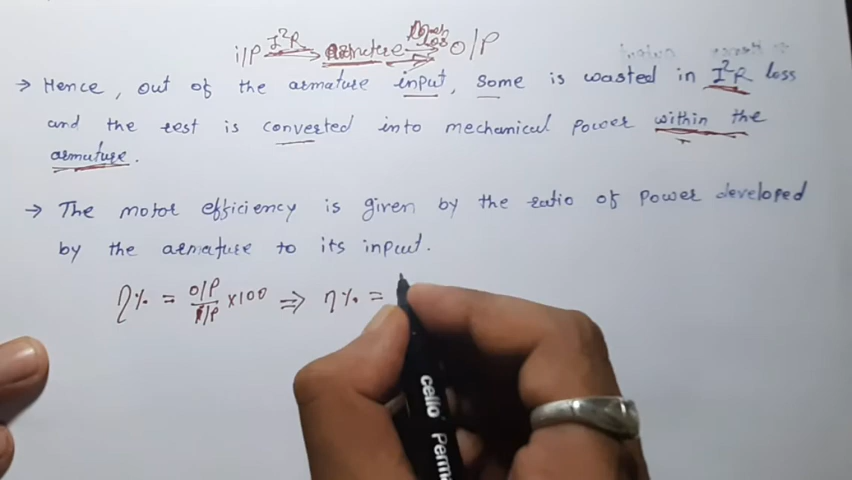 i/P I²R armature loss O/P
→ Hence, out of the armature input, some is wasted in I²R loss
and the rest is converted into mechanical power within the
armature.
→ The motor efficiency is given by the ratio of power developed
by the armature to its input.
η% = O/P / i/P ×100 ⇒ η% =
cello Perma